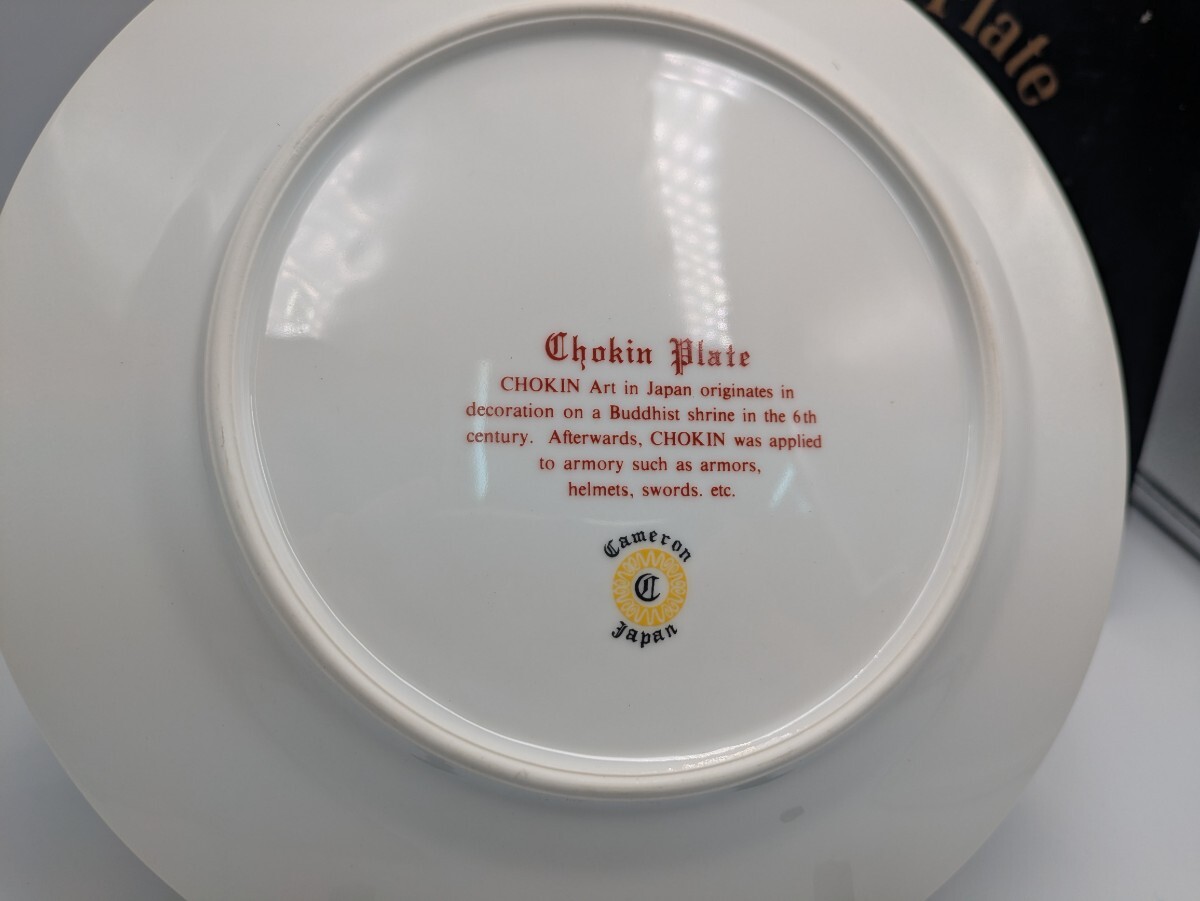 late
Chokin Plate
CHOKIN Art in Japan originates in
decoration on a Buddhist shrine in the 6th
century. Afterwards, CHOKIN was applied
to armory such as armors,
helmets, swords. etc.
Cameron
C
Japan